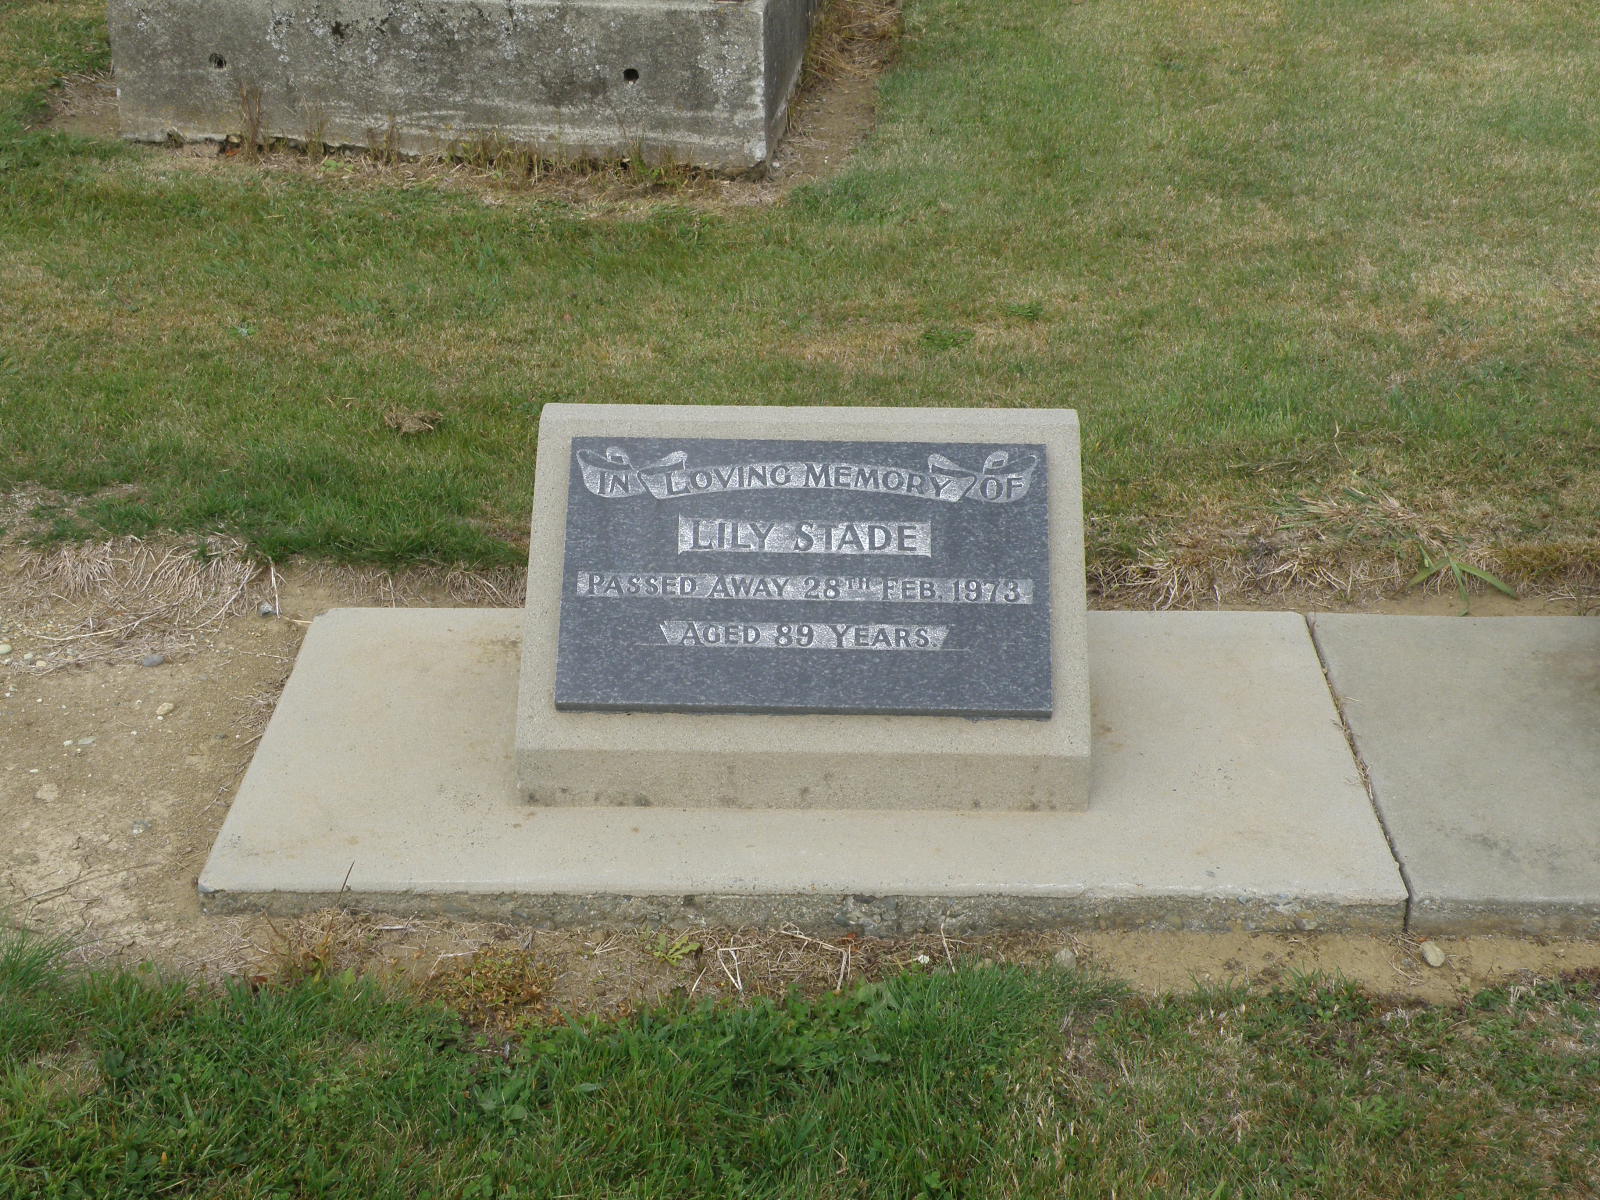 IN LOVING MEMORY OF
LILY STADE
PASSED AWAY 28TH FEB. 1973
AGED 89 YEARS.